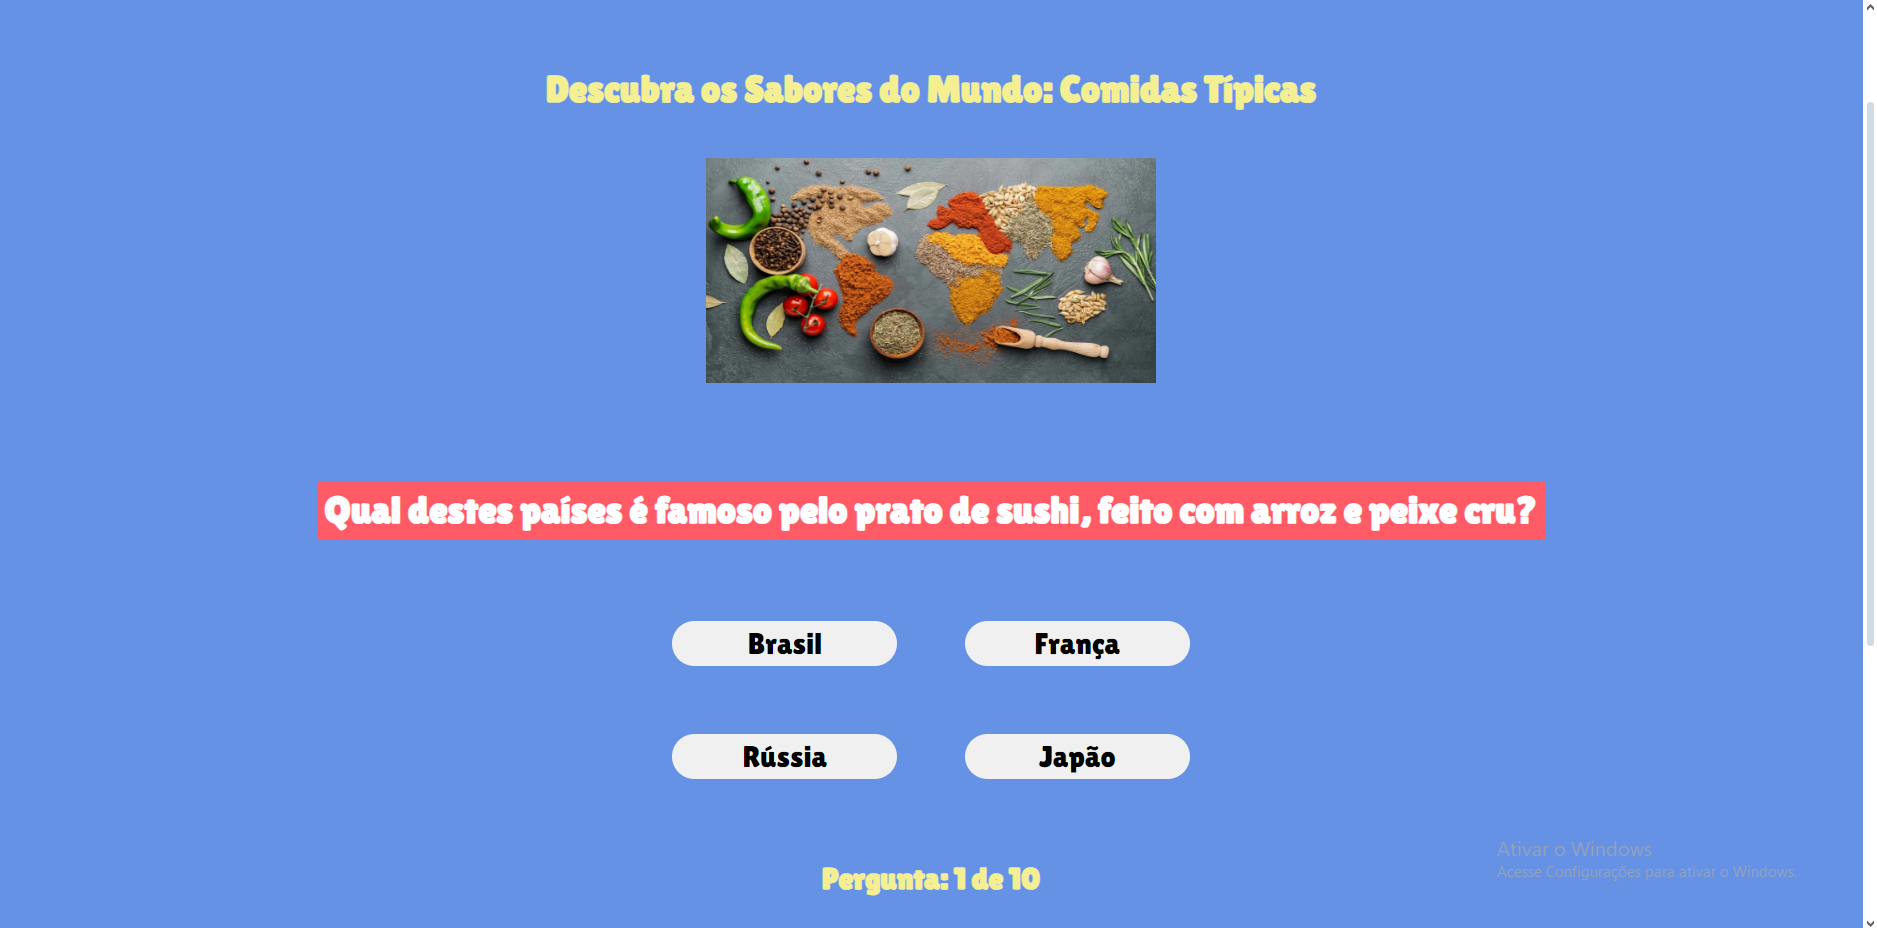 Descubra os Sabores do Mundo: Comidas Típicas
Qual destes países é famoso pelo prato de sushi, feito com arroz e peixe cru?
Brasil
França
Rússia
Japão
Pergunta: 1 de 10
Ativar o Windows
Acesse Configurações para ativar o Windows.